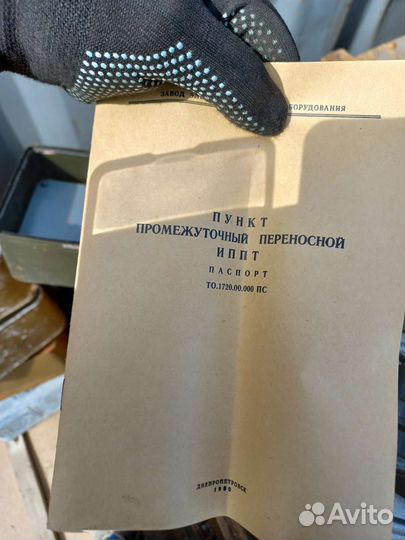 ЗАВОД
ОБОРУДОВАНИЯ
ПУНКТ
ПРОМЕЖУТОЧНЫЙ ПЕРЕНОСНОЙ
ИППТ
ПАСПОРТ
ТО.1720.00.000 ПС
ДНЕПРОПЕТРОВСК
Avito